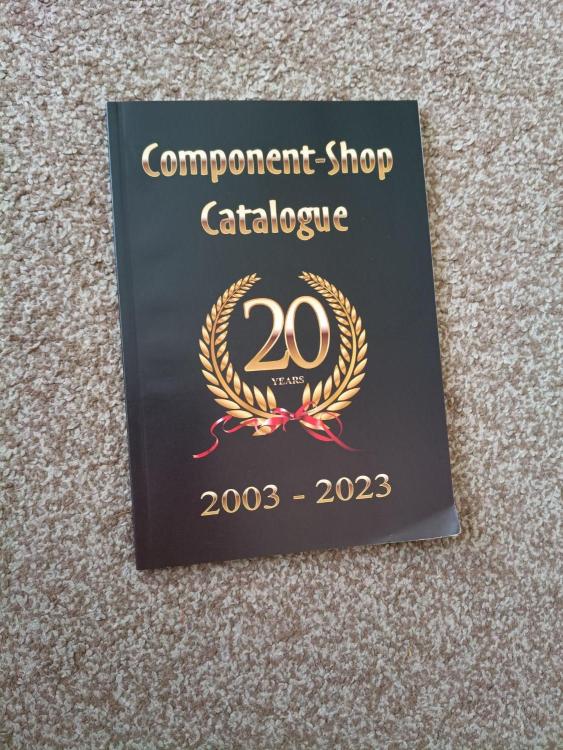 Component-Shop
Catalogue
20
YEARS
2003 - 2023